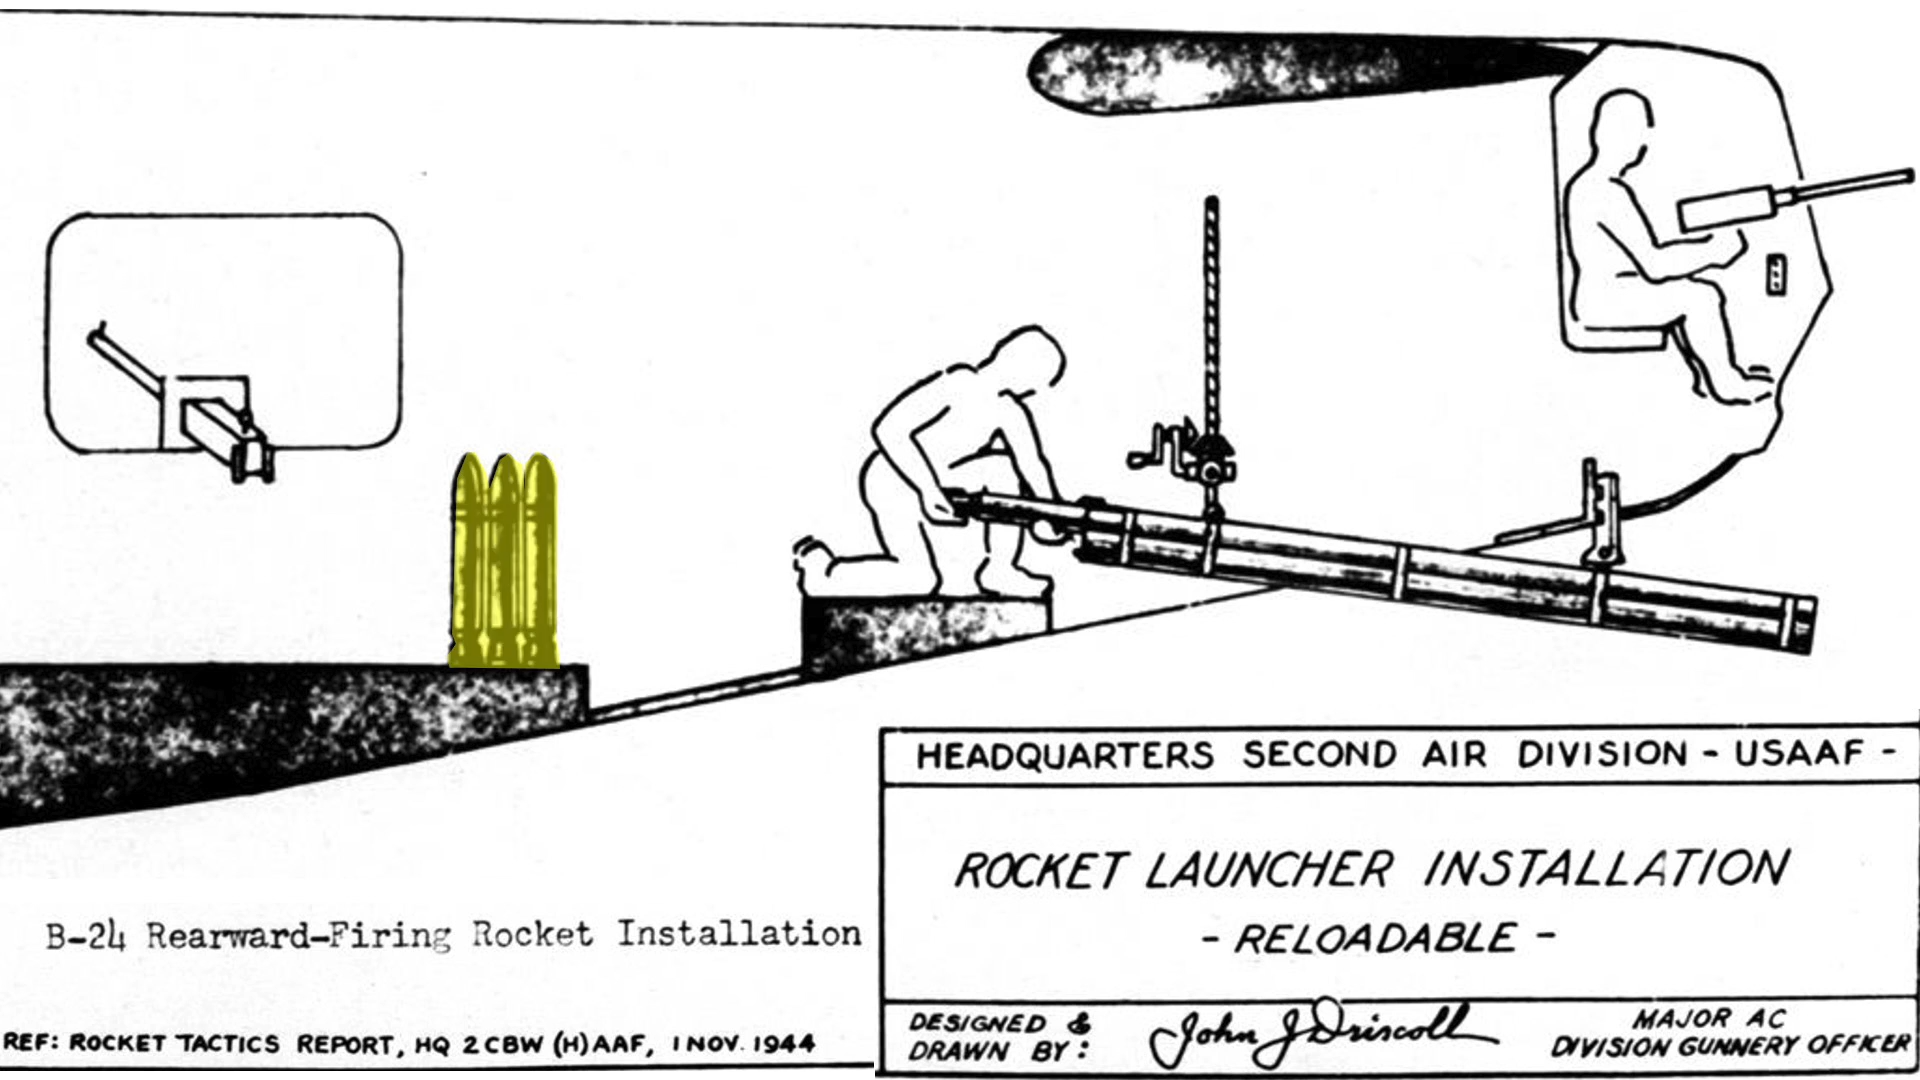 HEADQUARTERS SECOND AIR DIVISION - USAAF -
ROCKET LAUNCHER INSTALLATION
- RELOADABLE -
B-24 Rearward-Firing Rocket Installation
REF: ROCKET TACTICS REPORT, HQ 2 CBW (H) AAF, 1 NOV. 1944
DESIGNED &
DRAWN BY:
John J Driscoll
MAJOR AC
DIVISION GUNNERY OFFICER